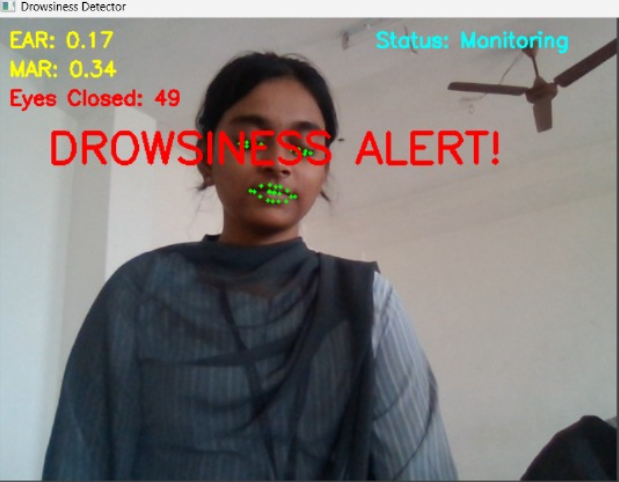 Drowsiness Detector
EAR: 0.17
Status: Monitoring
MAR: 0.34
Eyes Closed: 49
DROWSINESS ALERT!